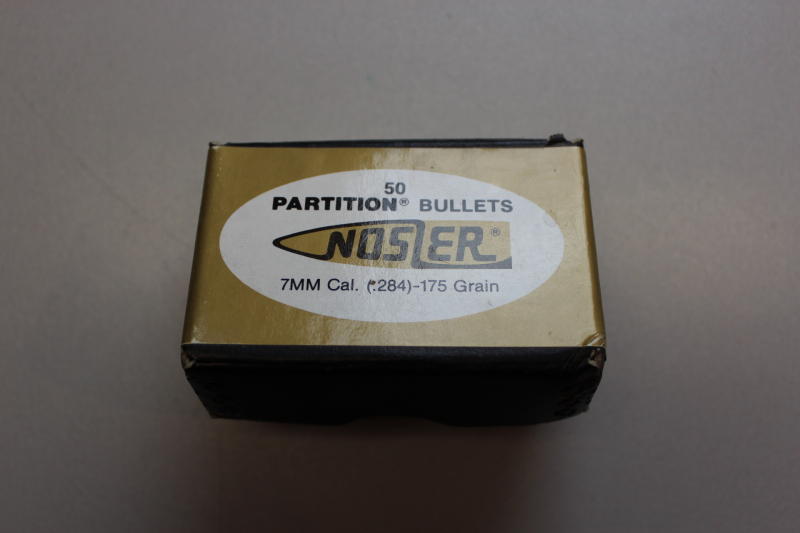 50
PARTITION® BULLETS
NOSLER®
7MM Cal. (.284)-175 Grain